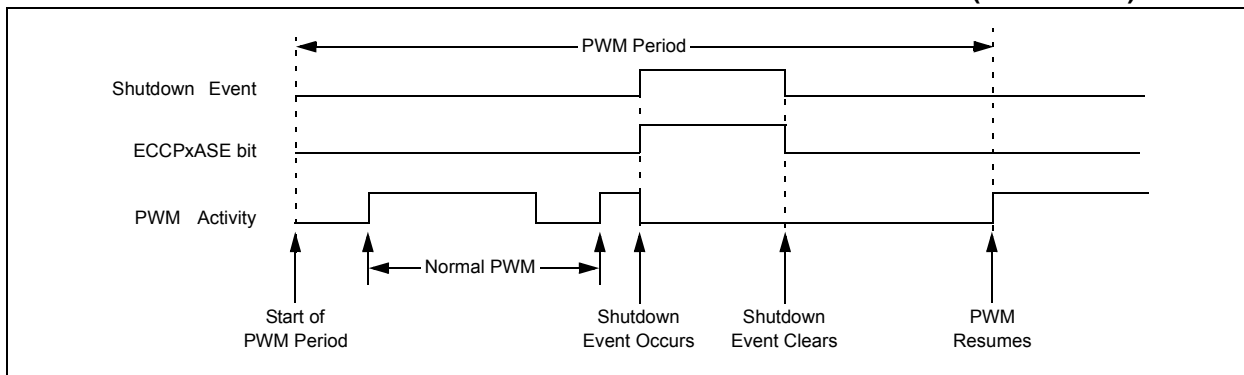 PWM Period
Shutdown Event
ECCPxASE bit
PWM Activity
Normal PWM
Start of
PWM Period
Shutdown
Event Occurs
Shutdown
Event Clears
PWM
Resumes